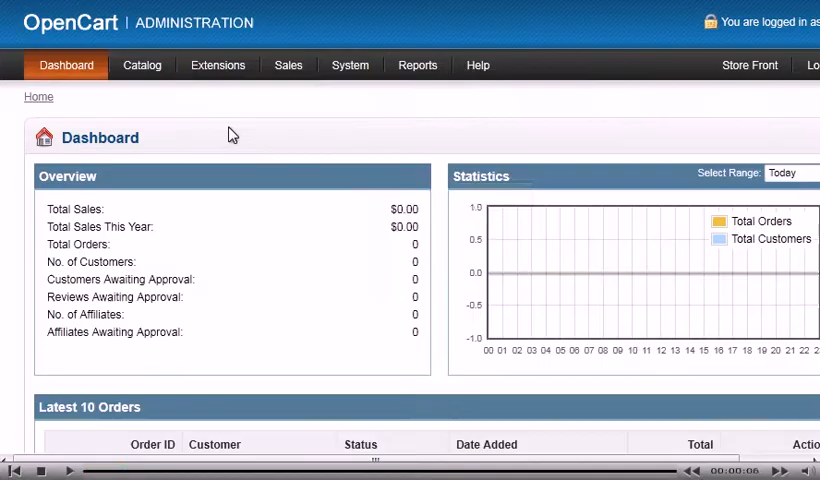 OpenCart | ADMINISTRATION
You are logged in as
Dashboard Catalog Extensions Sales System Reports Help Store Front Lo
Home
Dashboard
Overview
Total Sales: $0.00
Total Sales This Year: $0.00
Total Orders: 0
No. of Customers: 0
Customers Awaiting Approval: 0
Reviews Awaiting Approval: 0
No. of Affiliates: 0
Affiliates Awaiting Approval: 0
Statistics
Select Range: Today
Total Orders
Total Customers
1.0
0.5
0.0
-0.5
-1.0
00 01 02 03 04 05 06 07 08 09 10 11 12 13 14 15 16 17 18 19 20 21 22
Latest 10 Orders
Order ID Customer Status Date Added Total Actio
00:00:06